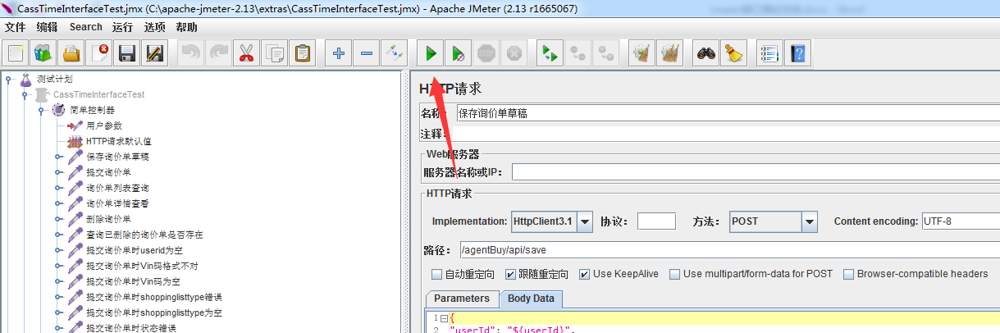 CassTimeInterfaceTest.jmx (C:\apache-jmeter-2.13\extras\CassTimeInterfaceTest.jmx) - Apache JMeter (2.13 r1665067)
文件 编辑 Search 运行 选项 帮助
STOP
测试计划
CassTimeInterfaceTest
简单控制器
用户参数
HTTP请求默认值
保存询价单草稿
提交询价单
询价单列表查询
询价单详情查看
删除询价单
查询已删除的询价单是否存在
提交询价单时userid为空
提交询价单时Vin码格式不对
提交询价单时Vin码为空
提交询价单时shoppinglisttype错误
提交询价单时shoppinglisttype为空
提交询价单时状态错误
HTTP请求
名称: 保存询价单草稿
注释:
Web服务器
服务器名称或IP:
HTTP请求
Implementation: HttpClient3.1 协议: 方法: POST Content encoding: UTF-8
路径: /agentBuy/api/save
自动重定向 跟随重定向 Use KeepAlive Use multipart/form-data for POST Browser-compatible headers
Parameters Body Data
1 {
2 "userId": "${userId}",